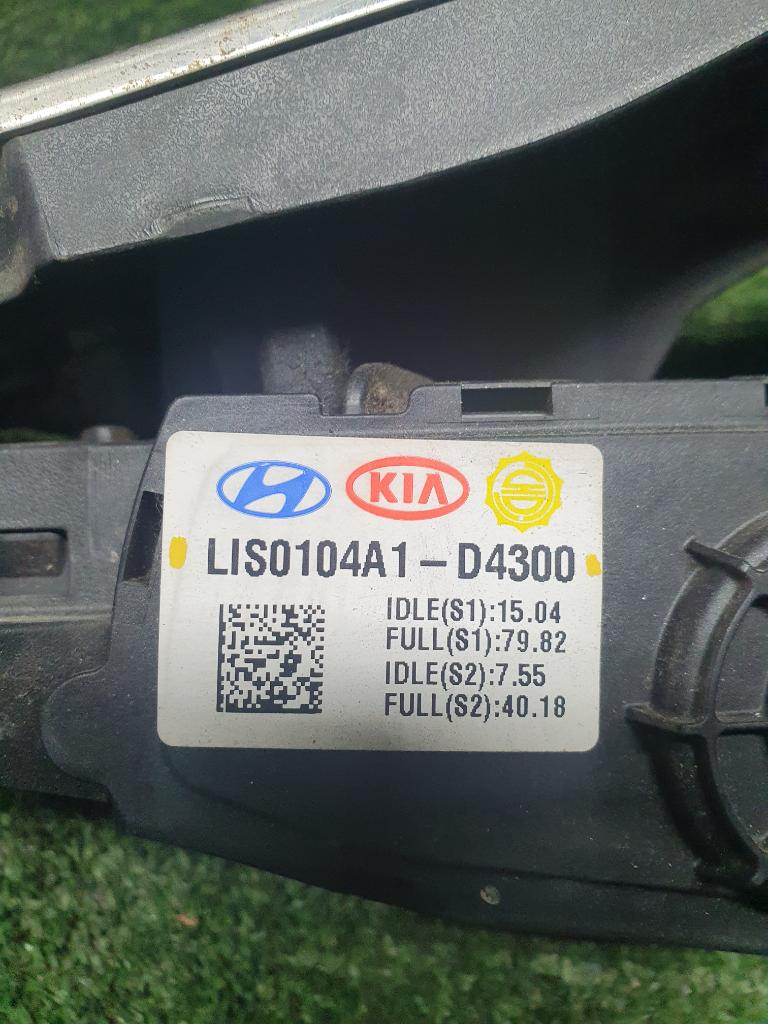 KIA
LIS0104A1-D4300
IDLE(S1):15.04
FULL(S1):79.82
IDLE(S2):7.55
FULL(S2):40.18